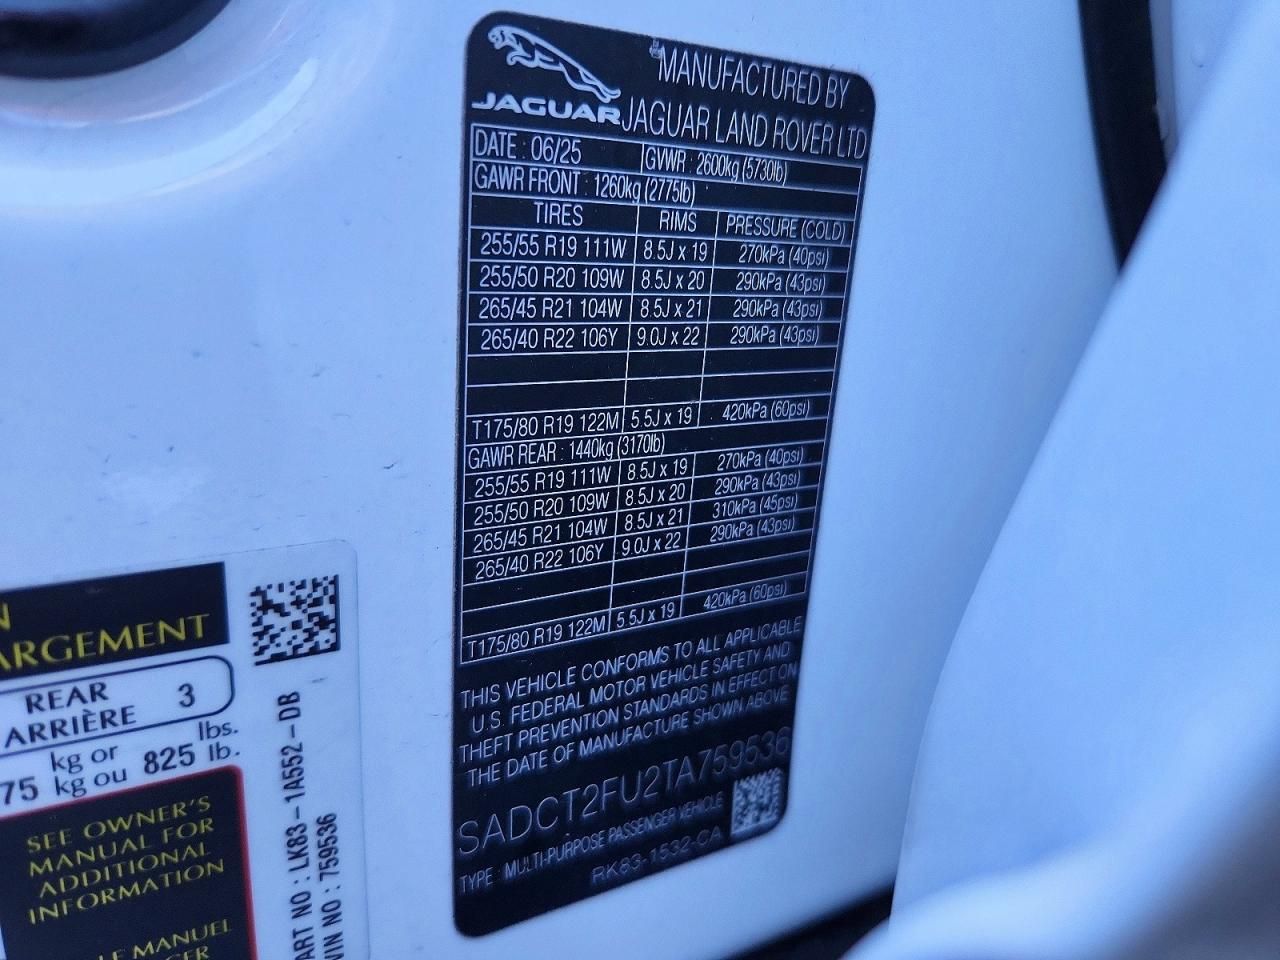 JAGUAR
MANUFACTURED BY
JAGUAR LAND ROVER LTD
DATE : 06/25 GVWR : 2600kg (5730lb)
GAWR FRONT : 1260kg (2775lb)
TIRES RIMS PRESSURE (COLD)
255/55 R19 111W 8.5J x 19 270kPa (40psi)
255/50 R20 109W 8.5J x 20 290kPa (43psi)
265/45 R21 104W 8.5J x 21 290kPa (43psi)
265/40 R22 106Y 9.0J x 22 290kPa (43psi)
T175/80 R19 122M 5.5J x 19 420kPa (60psi)
GAWR REAR : 1440kg (3170lb)
255/55 R19 111W 8.5J x 19 270kPa (40psi)
255/50 R20 109W 8.5J x 20 290kPa (43psi)
265/45 R21 104W 8.5J x 21 310kPa (45psi)
265/40 R22 106Y 9.0J x 22 290kPa (43psi)
T175/80 R19 122M 5.5J x 19 420kPa (60psi)
THIS VEHICLE CONFORMS TO ALL APPLICABLE
U.S. FEDERAL MOTOR VEHICLE SAFETY AND
THEFT PREVENTION STANDARDS IN EFFECT ON
THE DATE OF MANUFACTURE SHOWN ABOVE
SADCT2FU2TA759536
TYPE : MULTI-PURPOSE PASSENGER VEHICLE
RK83-1532-CA
N
ARGEMENT
REAR 3
ARRIÈRE
kg or lbs.
75 kg ou 825 lb.
SEE OWNER'S
MANUAL FOR
ADDITIONAL
INFORMATION
LE MANUEL
ART NO : LK83-1A552-DB
VIN NO : 759536